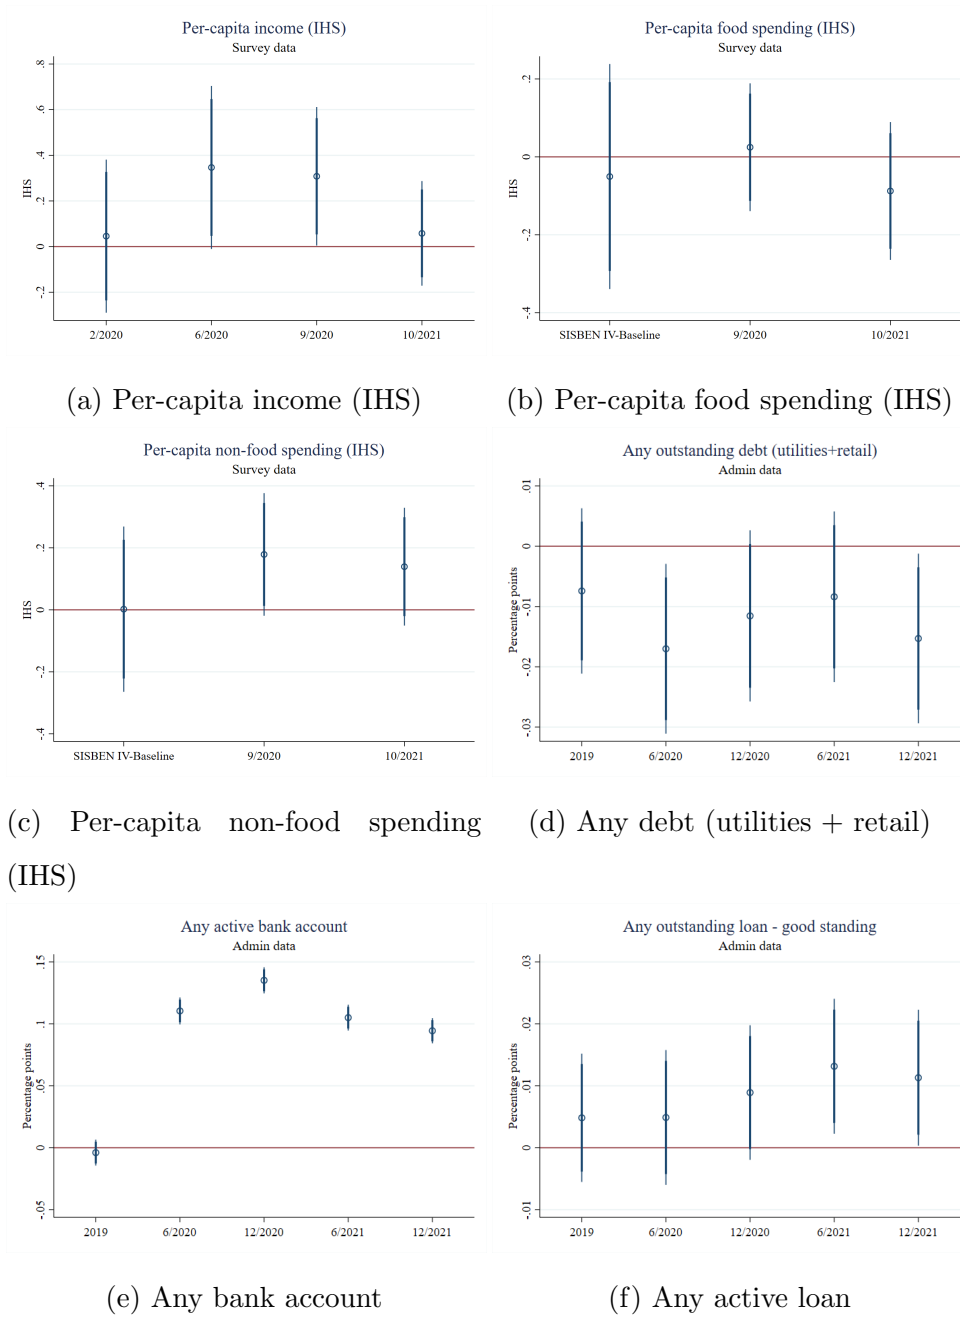 Per-capita income (IHS)
Survey data
IHS
.8
.6
.4
.2
0
-.2
2/2020 6/2020 9/2020 10/2021
(a) Per-capita income (IHS)
Per-capita food spending (IHS)
Survey data
IHS
.2
0
-.2
-.4
SISBEN IV-Baseline 9/2020 10/2021
(b) Per-capita food spending (IHS)
Per-capita non-food spending (IHS)
Survey data
IHS
.4
.2
0
-.2
-.4
SISBEN IV-Baseline 9/2020 10/2021
(c) Per-capita non-food spending
(IHS)
Any outstanding debt (utilities+retail)
Admin data
Percentage points
.01
0
-.01
-.02
-.03
2019 6/2020 12/2020 6/2021 12/2021
(d) Any debt (utilities + retail)
Any active bank account
Admin data
Percentage points
.15
.1
.05
0
-.05
2019 6/2020 12/2020 6/2021 12/2021
(e) Any bank account
Any outstanding loan - good standing
Admin data
Percentage points
.03
.02
.01
0
-.01
2019 6/2020 12/2020 6/2021 12/2021
(f) Any active loan